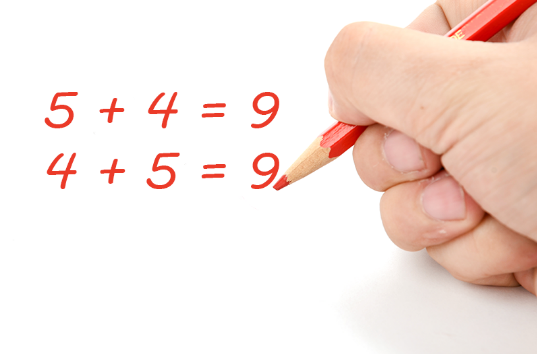 5 + 4 = 9
4 + 5 = 9